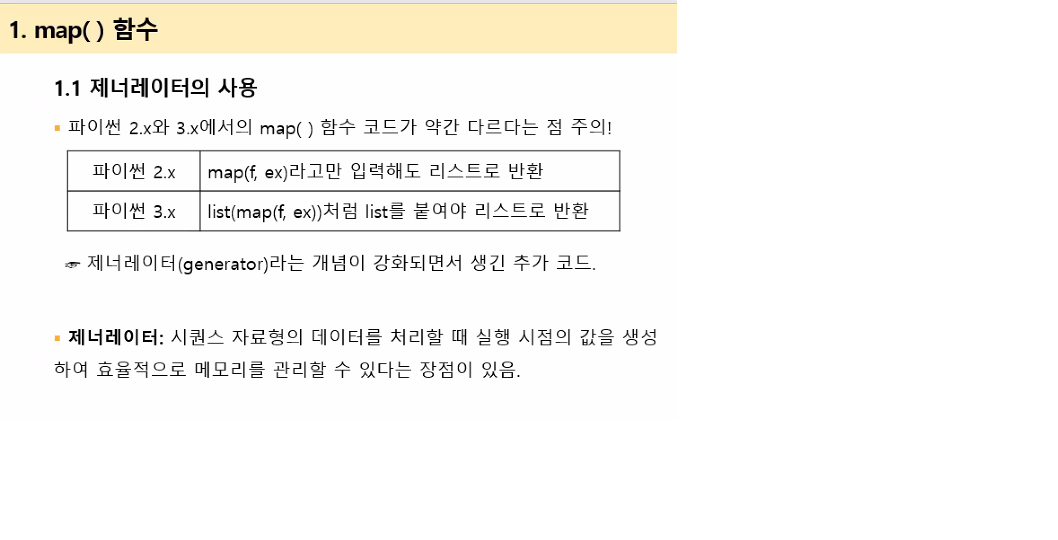 1. map( ) 함수
1.1 제너레이터의 사용
▪ 파이썬 2.x와 3.x에서의 map( ) 함수 코드가 약간 다르다는 점 주의!
파이썬 2.x map(f, ex)라고만 입력해도 리스트로 반환
파이썬 3.x list(map(f, ex))처럼 list를 붙여야 리스트로 반환
☞ 제너레이터(generator)라는 개념이 강화되면서 생긴 추가 코드.
▪ 제너레이터: 시퀀스 자료형의 데이터를 처리할 때 실행 시점의 값을 생성
하여 효율적으로 메모리를 관리할 수 있다는 장점이 있음.